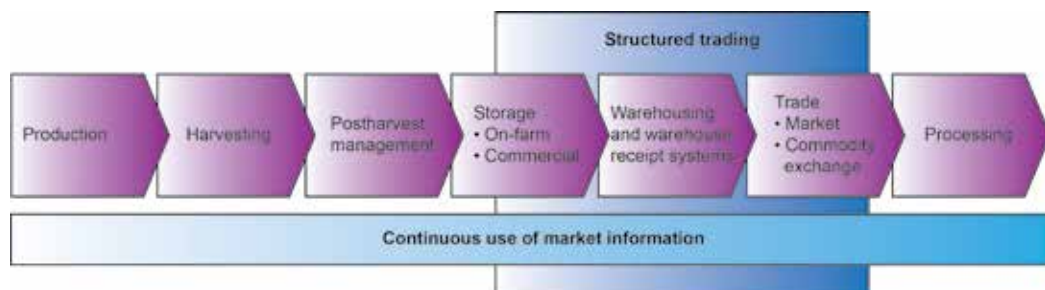 Structured trading
Production
Harvesting
Postharvest
management
Storage
• On-farm
• Commercial
Warehousing
and warehouse
receipt systems
Trade
• Market
• Commodity
exchange
Processing
Continuous use of market information